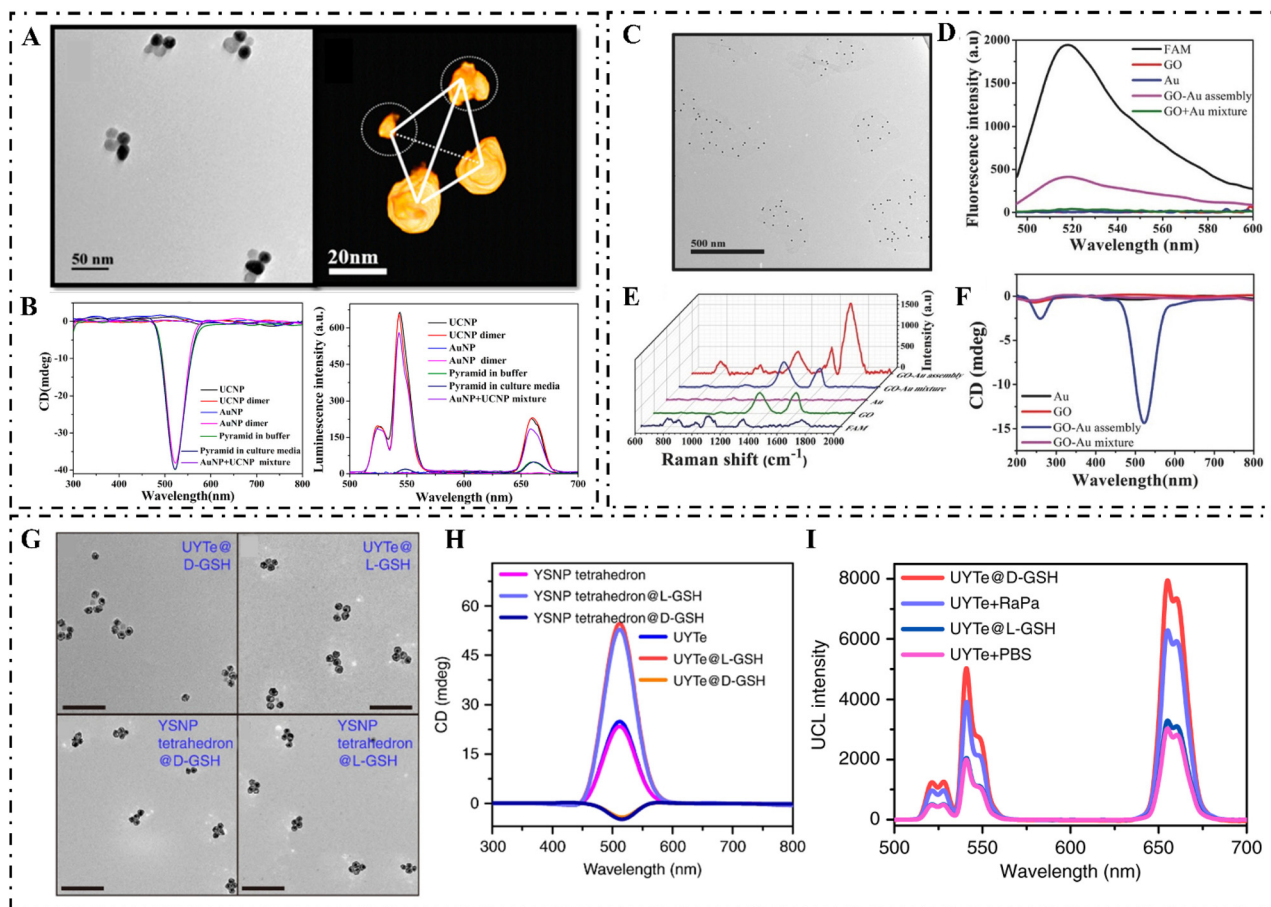 A
50 nm
20nm
B
CD(mdeg)
0
-10
-20
-30
-40
300 400 500 600 700 800
Wavelength(nm)
UCNP
UCNP dimer
AuNP
AuNP dimer
Pyramid in buffer
Pyramid in culture media
AuNP+UCNP mixture
Luminescence intensity (a.u.)
600
450
300
150
0
500 550 600 650 700
Wavelength(nm)
UCNP
UCNP dimer
AuNP
AuNP dimer
Pyramid in buffer
Pyramid in culture media
AuNP+UCNP mixture
C
500 nm
D
Fluorescence intensity (a.u)
2000
1500
1000
500
0
500 520 540 560 580 600
Wavelength (nm)
FAM
GO
Au
GO-Au assembly
GO+Au mixture
E
1500
1000
500
0
Intensity (a.u)
GO-Au assembly
GO-Au mixture
Au
GO
FAM
600 800 1000 1200 1400 1600 1800 2000
Raman shift (cm-1)
F
CD (mdeg)
5
0
-5
-10
-15
200 300 400 500 600 700 800
Wavelength (nm)
Au
GO
GO-Au assembly
GO-Au mixture
G
UYTe@
D-GSH
UYTe@
L-GSH
YSNP
tetrahedron
@D-GSH
YSNP
tetrahedron
@L-GSH
H
CD (mdeg)
60
45
30
15
0
300 400 500 600 700 800
Wavelength (nm)
YSNP tetrahedron
YSNP tetrahedron@L-GSH
YSNP tetrahedron@D-GSH
UYTe
UYTe@L-GSH
UYTe@D-GSH
I
UCL intensity
8000
6000
4000
2000
0
500 550 600 650 700
Wavelength (nm)
UYTe@D-GSH
UYTe+RaPa
UYTe@L-GSH
UYTe+PBS